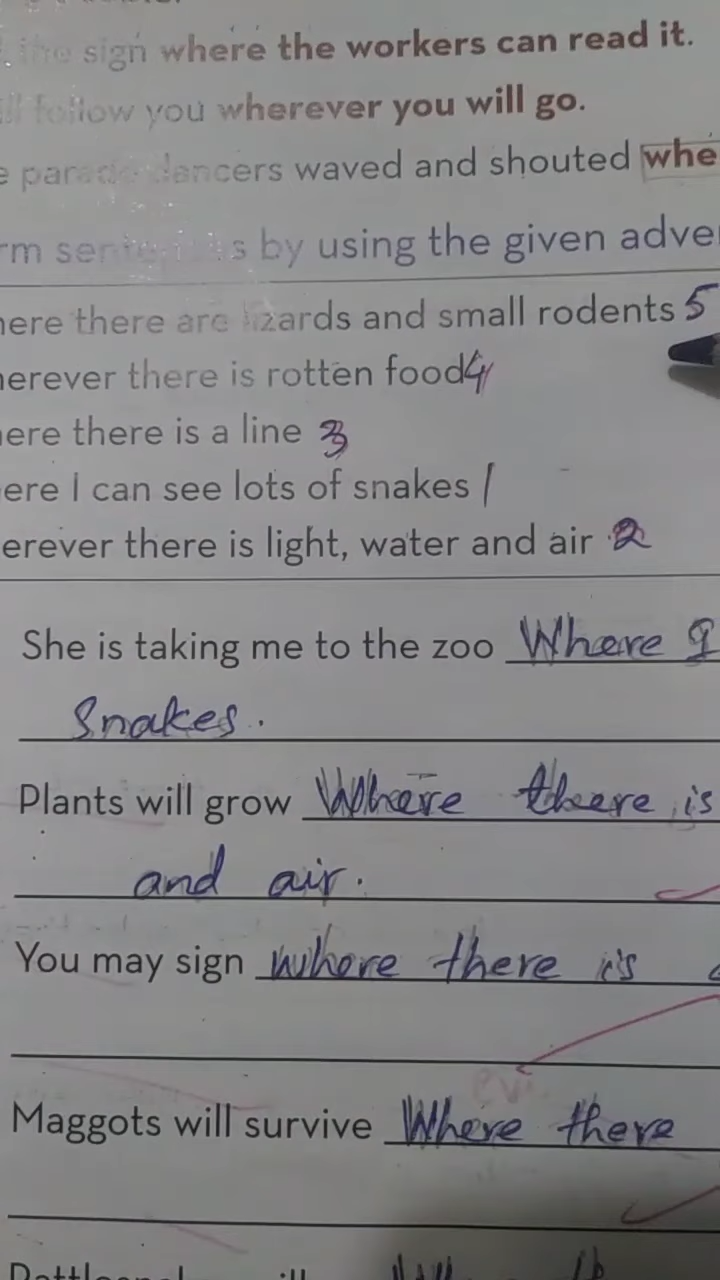 the sign where the workers can read it.
ll follow you wherever you will go.
e parade dancers waved and shouted whe
rm sentences by using the given adve
here there are lizards and small rodents 5
herever there is rotten food 4
here there is a line 3
ere I can see lots of snakes 1
erever there is light, water and air 2
She is taking me to the zoo Where I
Snakes.
Plants will grow Where there is
and air.
You may sign where there is
Maggots will survive Where there